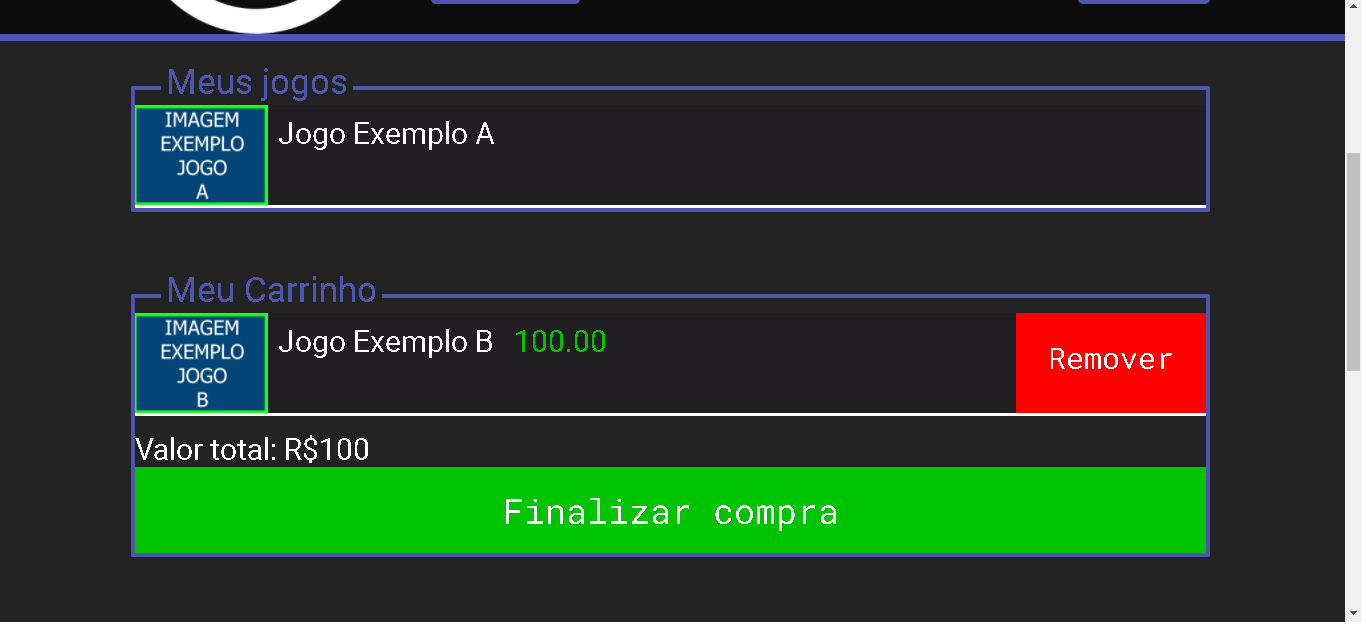 Meus jogos
IMAGEM
EXEMPLO
JOGO
A
Jogo Exemplo A
Meu Carrinho
IMAGEM
EXEMPLO
JOGO
B
Jogo Exemplo B 100.00
Remover
Valor total: R$100
Finalizar compra